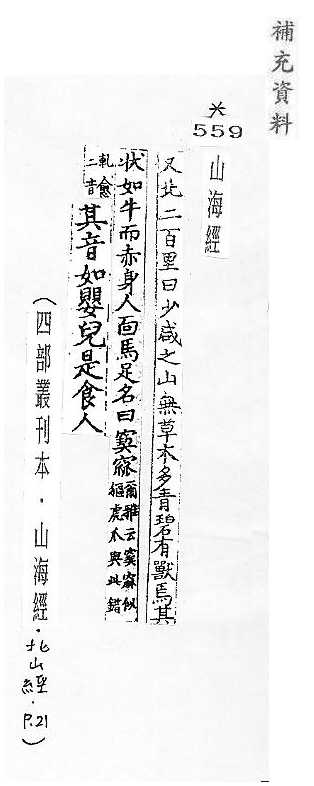 補充資料
※
559
山海經
又北二百里曰少咸之山無草木多青碧有獸焉其
狀如牛而赤身人面馬足名曰窫窳爾雅云窫窳似貙虎爪與此錯
軋愈二音其音如嬰兒是食人
(四部叢刊本．山海經．北山經．P.21)